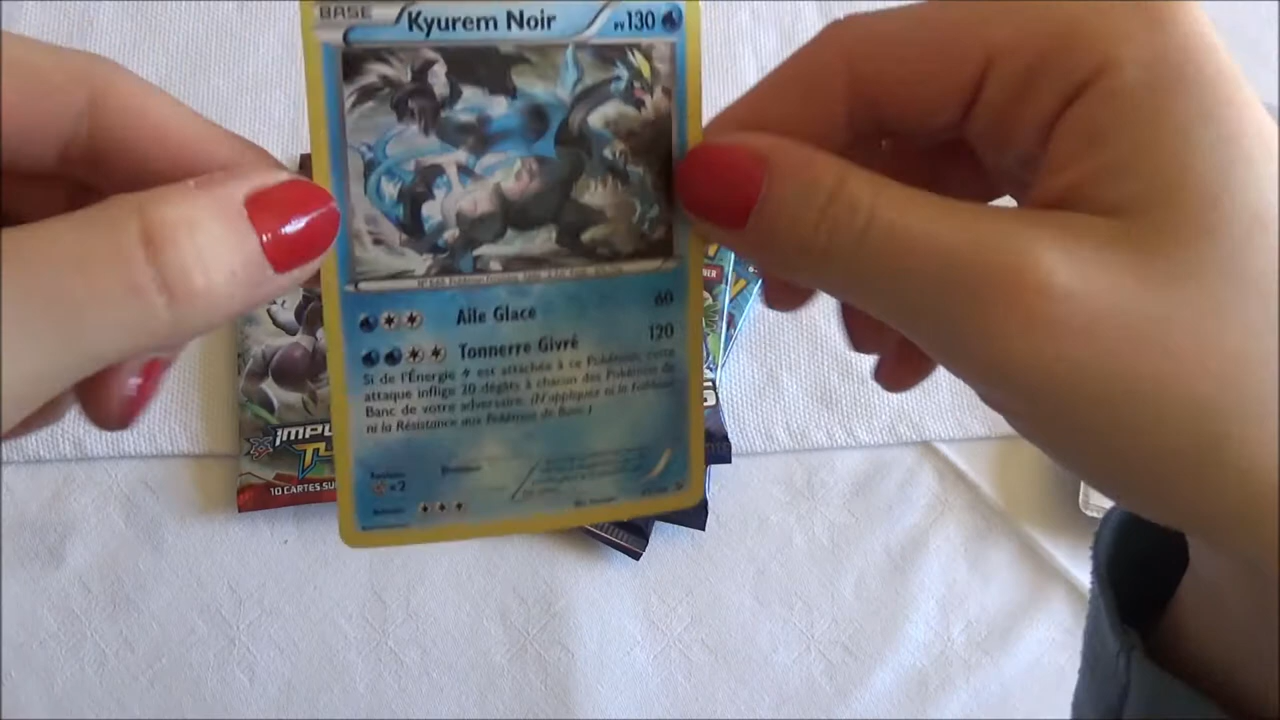 BASE
Kyurem Noir
PV130
Aile Glace
60
Tonnerre Givré
120
Si de l'Énergie est attachée à ce Pokémon, cette
attaque inflige 20 dégâts à chacun des Pokémon de
Banc de votre adversaire. (N'appliquez ni la Faiblesse
ni la Résistance aux Pokémon de Banc.)
×2
IMPU
TU
10 CARTES SU